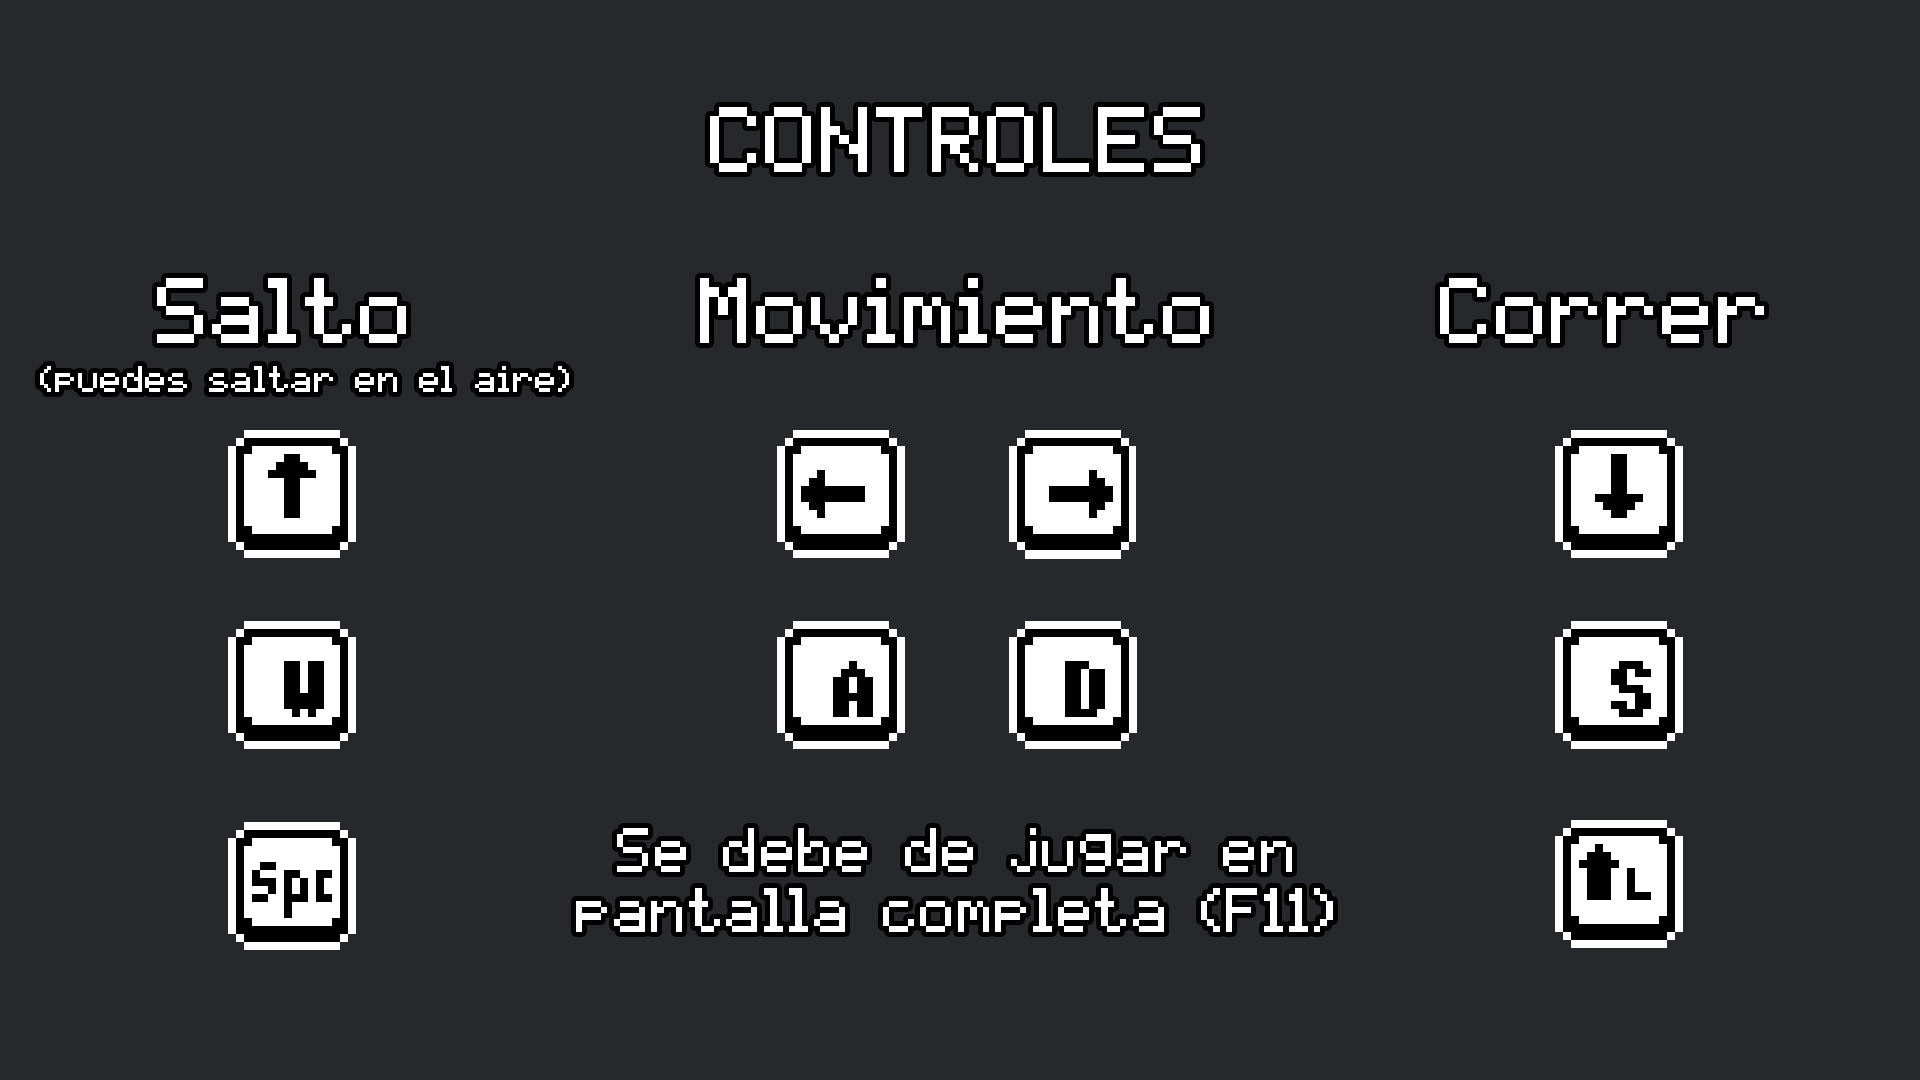 CONTROLES
Salto Movimiento Correr
(puedes saltar en el aire)
↑ ← → ↓
W A D S
Spc
Se debe de jugar en
pantalla completa (F11)
⬆L